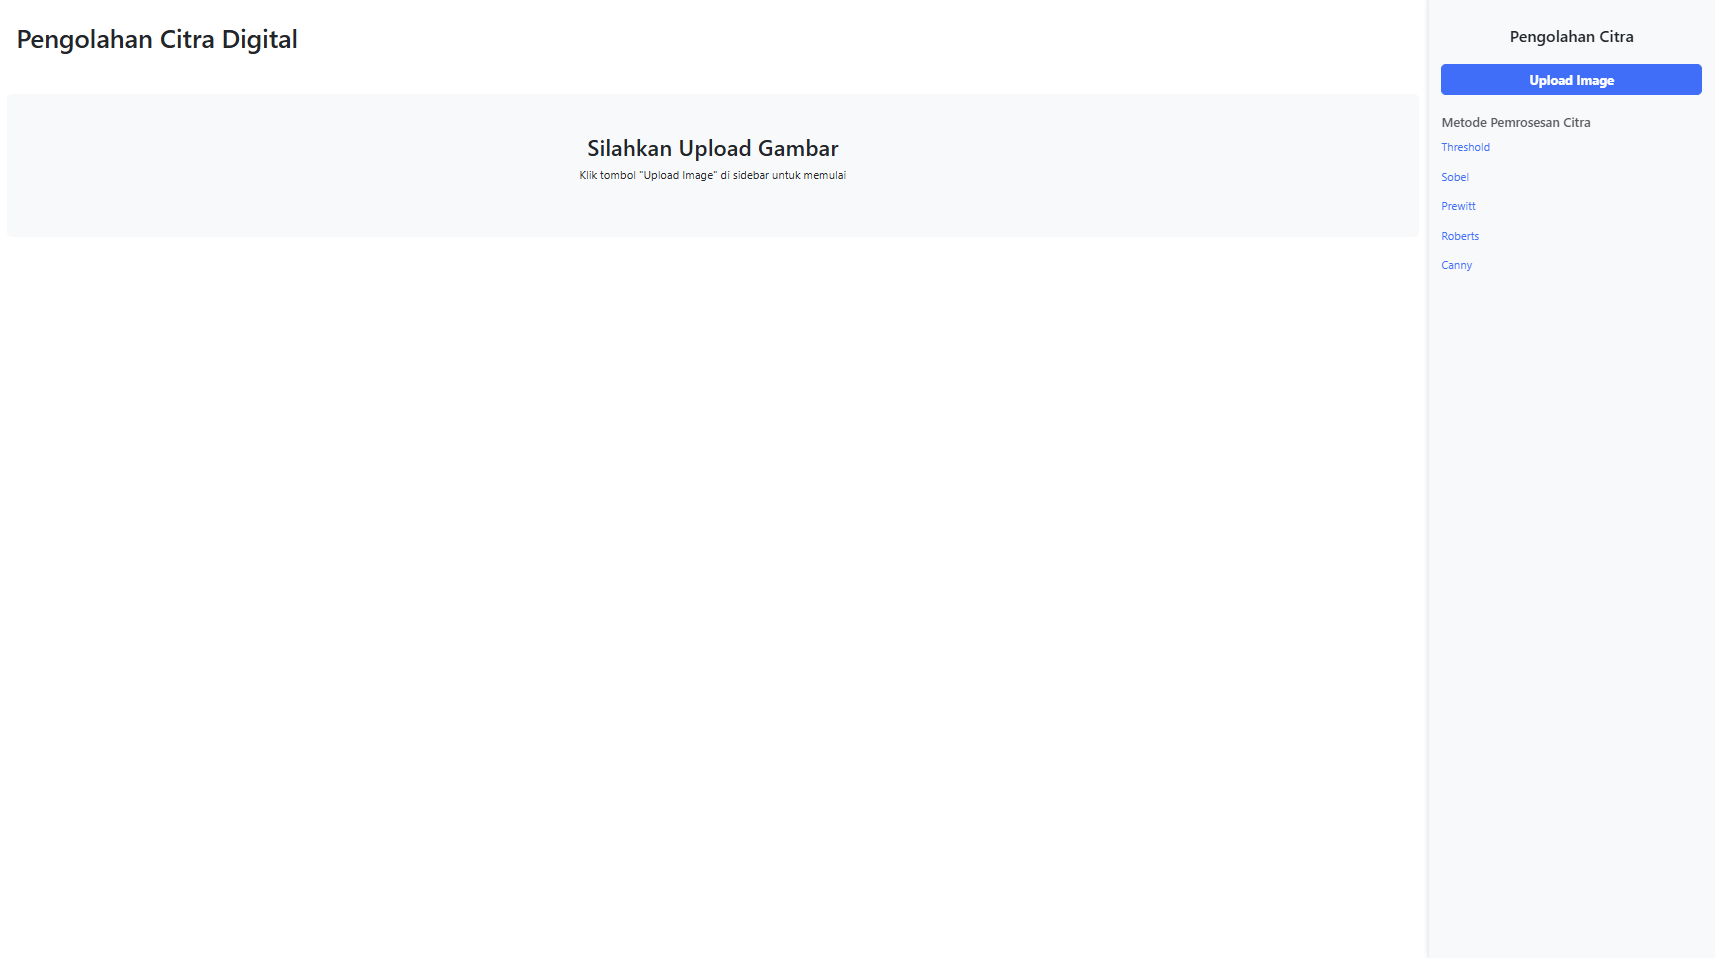 Pengolahan Citra Digital
Silahkan Upload Gambar
Klik tombol "Upload Image" di sidebar untuk memulai
Pengolahan Citra
Upload Image
Metode Pemrosesan Citra
Threshold
Sobel
Prewitt
Roberts
Canny